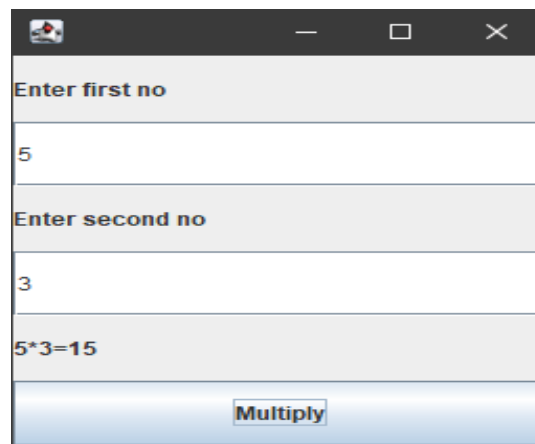 Enter first no
5
Enter second no
3
5*3=15
Multiply